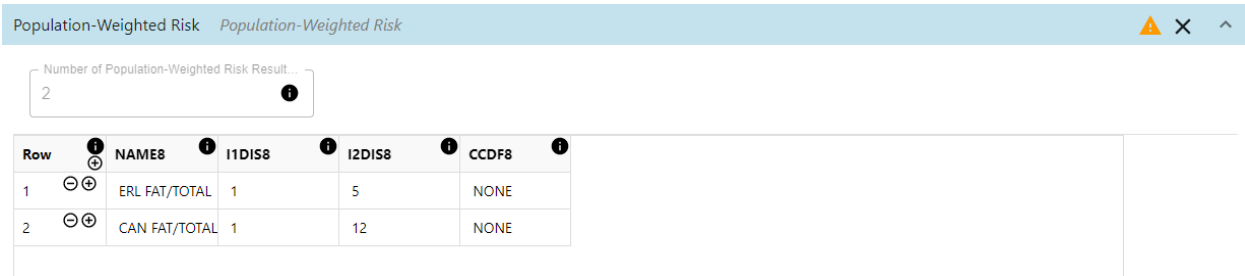 Population-Weighted Risk Population-Weighted Risk
Number of Population-Weighted Risk Result...
2
Row NAME8 I1DIS8 I2DIS8 CCDF8
1 ERL FAT/TOTAL 1 5 NONE
2 CAN FAT/TOTAL 1 12 NONE